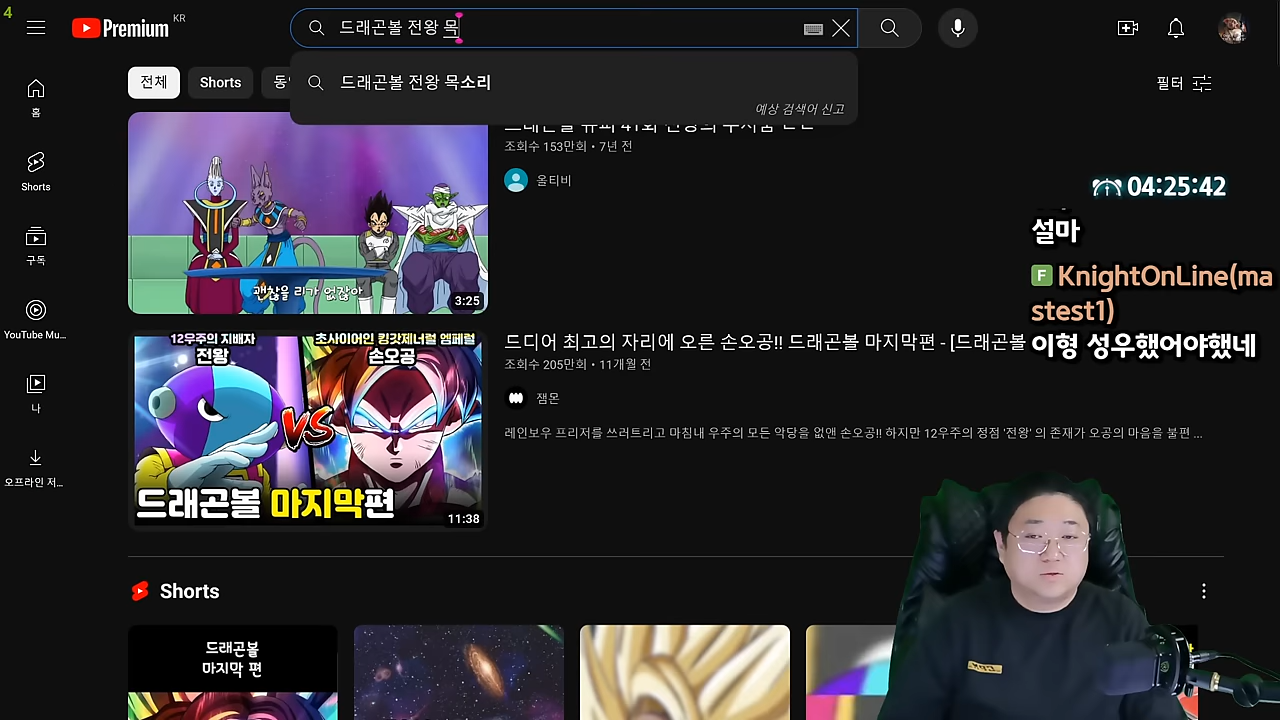 4
Premium KR
드래곤볼 전왕 목
드래곤볼 전왕 목소리
예상 검색어 신고
전체
Shorts
필터
홈
Shorts
구독
YouTube Mu...
나
오프라인 저...
조회수 153만회 • 7년 전
올티비
괜찮을 리가 없잖아
3:25
12우주의 지배자
전왕
초사이어인 킹갓제너럴 엠페럴
손오공
VS
드래곤볼 마지막편
11:38
드디어 최고의 자리에 오른 손오공!! 드래곤볼 마지막편 - [드래곤볼
조회수 205만회 • 11개월 전
잼몬
레인보우 프리저를 쓰러트리고 마침내 우주의 모든 악당을 없앤 손오공!! 하지만 12우주의 정점 '전왕' 의 존재가 오공의 마음을 불편 ...
04:25:42
설마
F KnightOnLine(ma
stest1)
이형 성우했어야했네
Shorts
드래곤볼
마지막 편